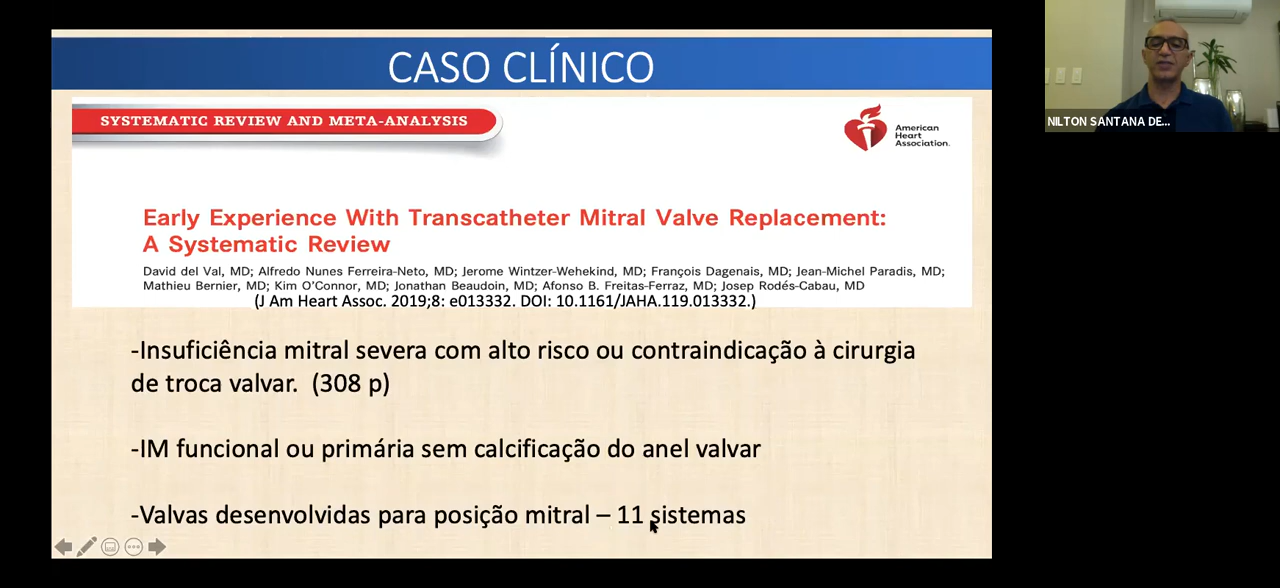 CASO CLÍNICO
SYSTEMATIC REVIEW AND META-ANALYSIS
American
Heart
Association.
Early Experience With Transcatheter Mitral Valve Replacement:
A Systematic Review
David del Val, MD; Alfredo Nunes Ferreira-Neto, MD; Jerome Wintzer-Wehekind, MD; François Dagenais, MD; Jean-Michel Paradis, MD;
Mathieu Bernier, MD; Kim O'Connor, MD; Jonathan Beaudoin, MD; Afonso B. Freitas-Ferraz, MD; Josep Rodés-Cabau, MD
(J Am Heart Assoc. 2019;8: e013332. DOI: 10.1161/JAHA.119.013332.)
-Insuficiência mitral severa com alto risco ou contraindicação à cirurgia
de troca valvar. (308 p)
-IM funcional ou primária sem calcificação do anel valvar
-Valvas desenvolvidas para posição mitral – 11 sistemas
NILTON SANTANA DE...